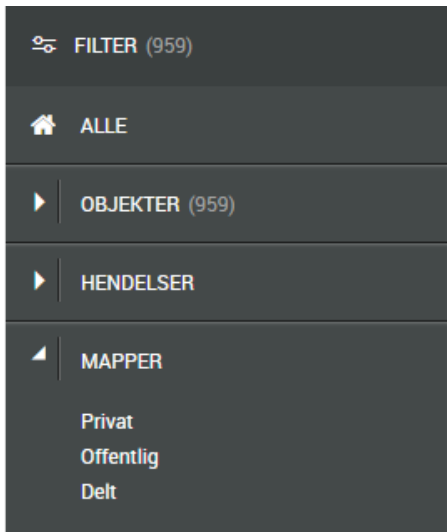 FILTER (959)
ALLE
OBJEKTER (959)
HENDELSER
MAPPER
Privat
Offentlig
Delt